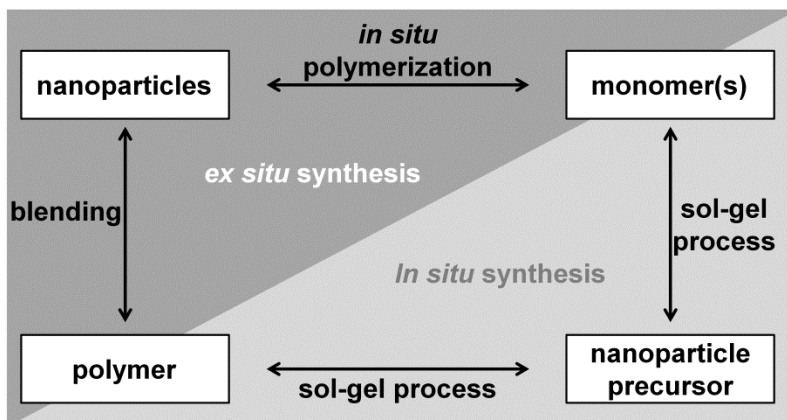 in situ
polymerization
nanoparticles
monomer(s)
ex situ synthesis
blending
sol-gel
process
In situ synthesis
polymer
sol-gel process
nanoparticle
precursor